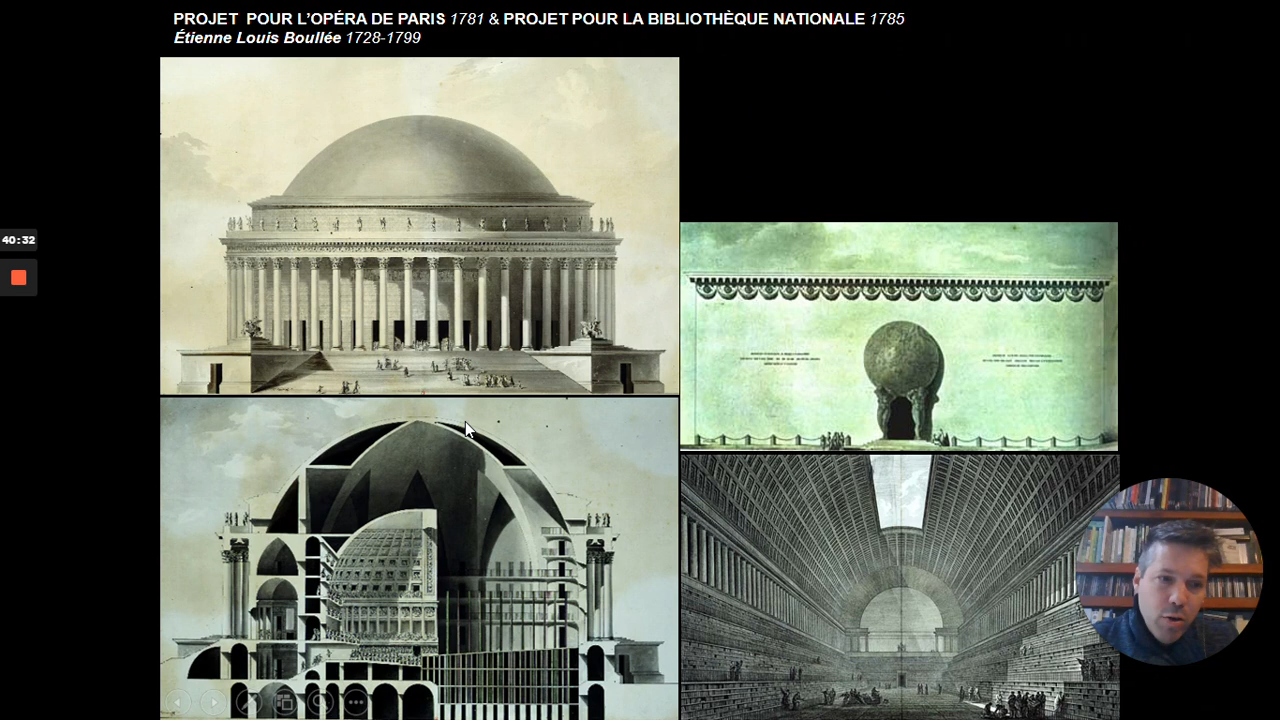 PROJET POUR L'OPÉRA DE PARIS 1781 & PROJET POUR LA BIBLIOTHÈQUE NATIONALE 1785
Étienne Louis Boullée 1728-1799
40:32